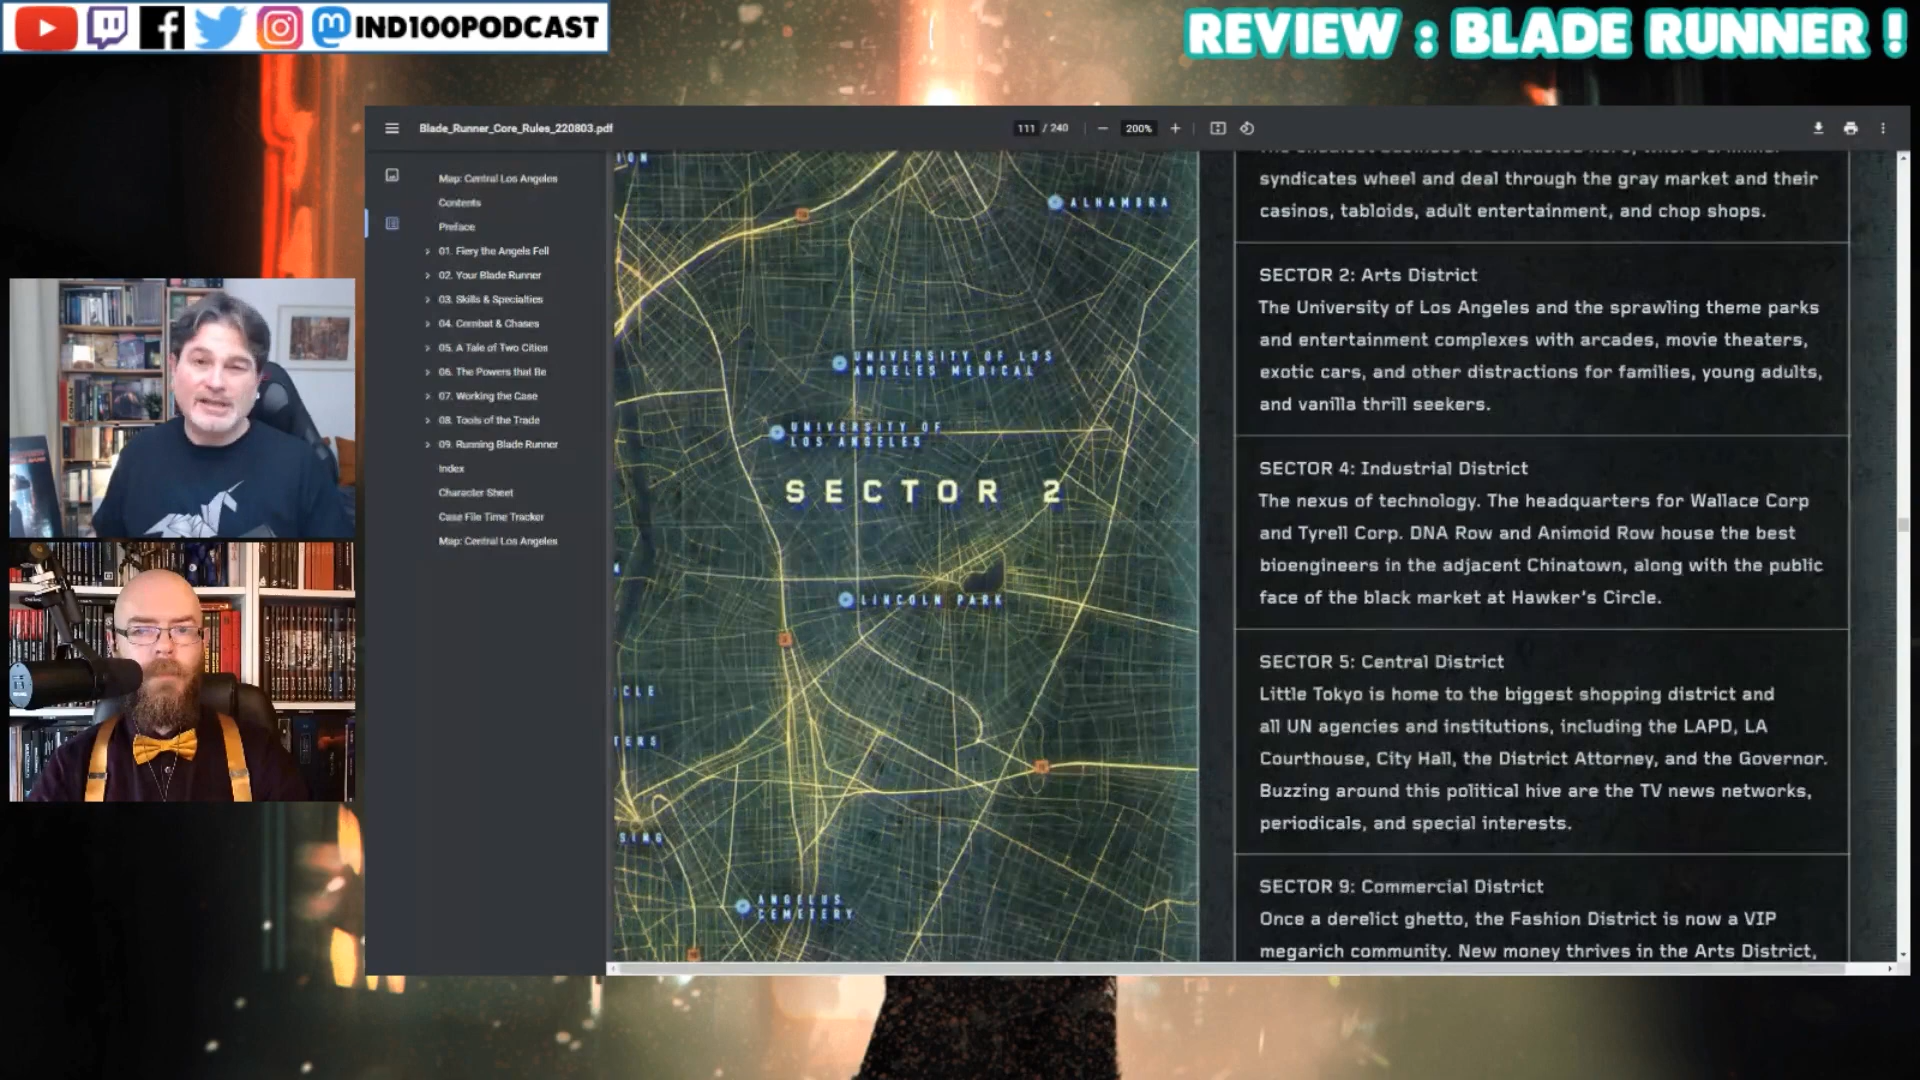 IND100PODCAST
REVIEW : BLADE RUNNER !
Blade_Runner_Core_Rules_220803.pdf
111 / 240
200%
Map: Central Los Angeles
Contents
Preface
01. Fiery the Angels Fell
02. Your Blade Runner
03. Skills & Specialties
04. Combat & Chases
05. A Tale of Two Cities
06. The Powers that Be
07. Working the Case
08. Tools of the Trade
09. Running Blade Runner
Index
Character Sheet
Case File Time Tracker
Map: Central Los Angeles
ION
ALHAMBRA
UNIVERSITY OF LOS
ANGELES MEDICAL
UNIVERSITY OF
LOS ANGELES
SECTOR 2
LINCOLN PARK
CLE
TERS
SING
ANGELUS
CEMETERY
syndicates wheel and deal through the gray market and their
casinos, tabloids, adult entertainment, and chop shops.
SECTOR 2: Arts District
The University of Los Angeles and the sprawling theme parks
and entertainment complexes with arcades, movie theaters,
exotic cars, and other distractions for families, young adults,
and vanilla thrill seekers.
SECTOR 4: Industrial District
The nexus of technology. The headquarters for Wallace Corp
and Tyrell Corp. DNA Row and Animoid Row house the best
bioengineers in the adjacent Chinatown, along with the public
face of the black market at Hawker's Circle.
SECTOR 5: Central District
Little Tokyo is home to the biggest shopping district and
all UN agencies and institutions, including the LAPD, LA
Courthouse, City Hall, the District Attorney, and the Governor.
Buzzing around this political hive are the TV news networks,
periodicals, and special interests.
SECTOR 9: Commercial District
Once a derelict ghetto, the Fashion District is now a VIP
megarich community. New money thrives in the Arts District,